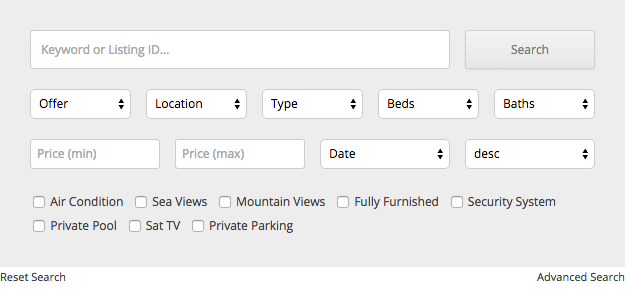 Keyword or Listing ID... Search
Offer Location Type Beds Baths
Price (min) Price (max) Date desc
Air Condition Sea Views Mountain Views Fully Furnished Security System
Private Pool Sat TV Private Parking
Reset Search Advanced Search